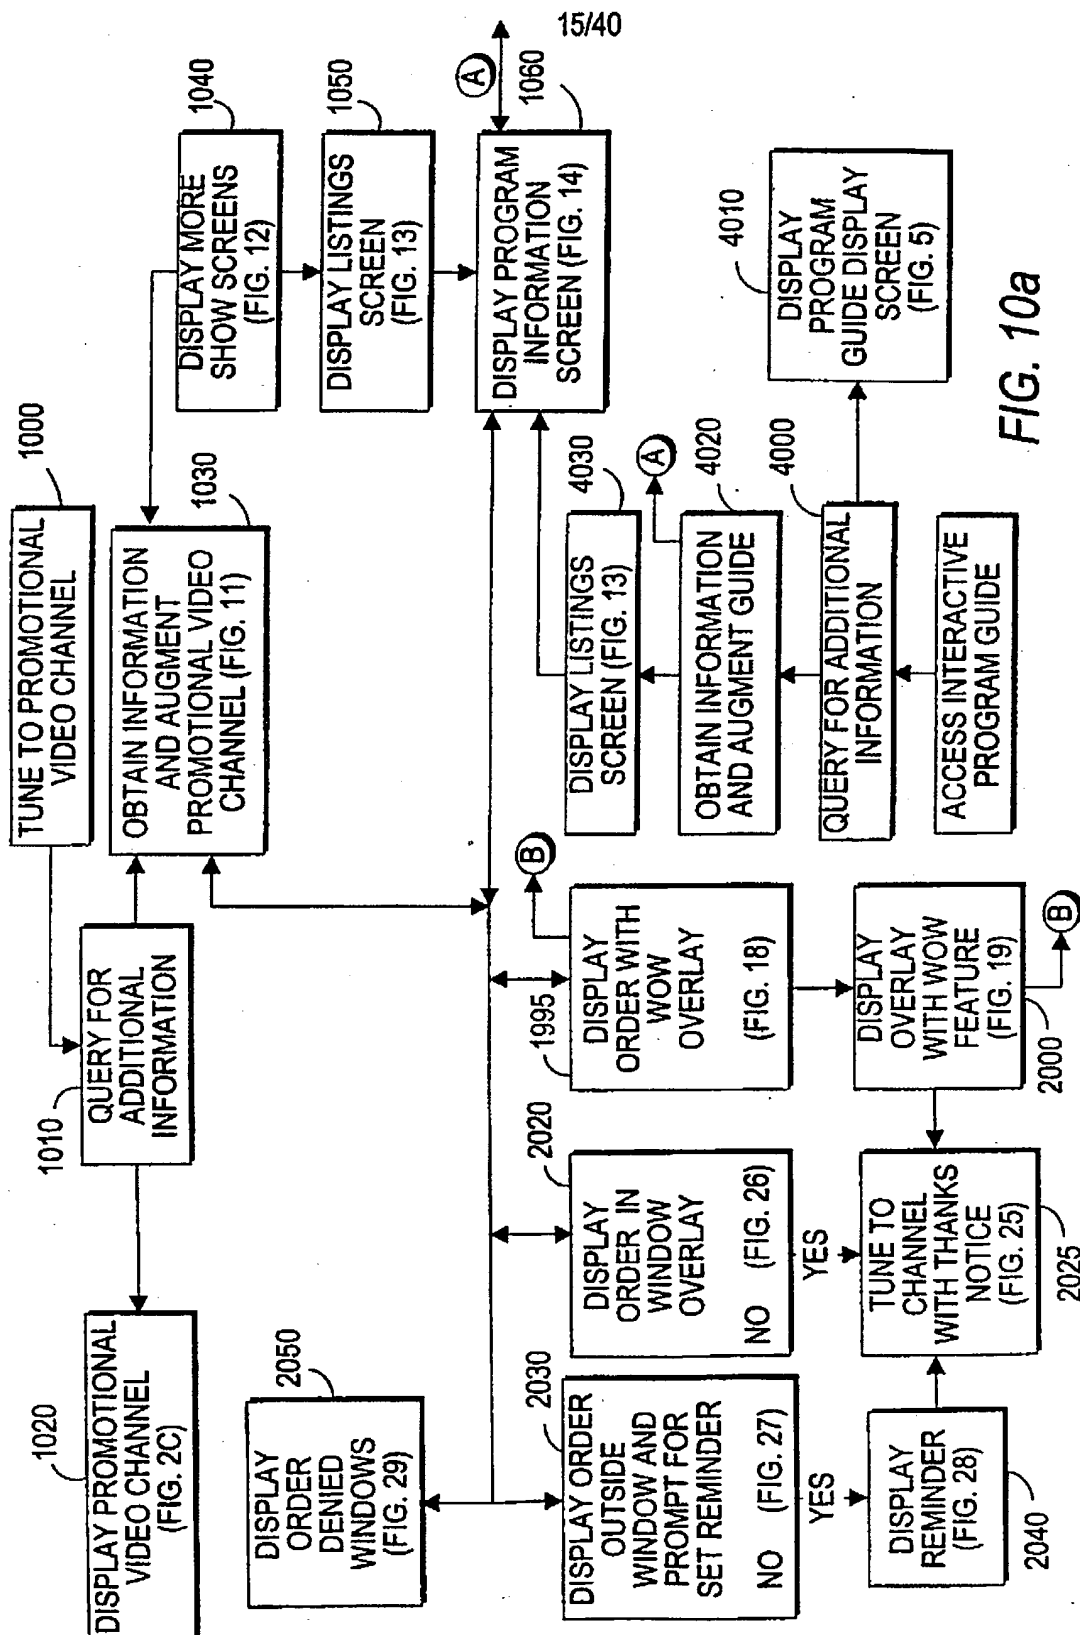 15/40
TUNE TO PROMOTIONAL
VIDEO CHANNEL
1000
QUERY FOR
ADDITIONAL
INFORMATION
1010
DISPLAY PROMOTIONAL
VIDEO CHANNEL
(FIG. 2C)
1020
OBTAIN INFORMATION
AND AUGMENT
PROMOTIONAL VIDEO
CHANNEL (FIG. 11)
1030
DISPLAY MORE
SHOW SCREENS
(FIG. 12)
1040
DISPLAY LISTINGS
SCREEN
(FIG. 13)
1050
DISPLAY PROGRAM
INFORMATION
SCREEN (FIG. 14)
1060
A
DISPLAY
ORDER
DENIED
WINDOWS
(FIG. 29)
2050
DISPLAY ORDER
OUTSIDE
WINDOW AND
PROMPT FOR
SET REMINDER
NO (FIG. 27)
2030
YES
DISPLAY
REMINDER
(FIG. 28)
2040
DISPLAY
ORDER IN
WINDOW
OVERLAY
NO (FIG. 26)
2020
YES
TUNE TO
CHANNEL
WITH THANKS
NOTICE
(FIG. 25)
2025
DISPLAY
ORDER WITH
WOW
OVERLAY
(FIG. 18)
1995
B
DISPLAY
OVERLAY
WITH WOW
FEATURE
(FIG. 19)
2000
B
DISPLAY LISTINGS
SCREEN (FIG. 13)
4030
OBTAIN INFORMATION
AND AUGMENT GUIDE
4020
A
QUERY FOR ADDITIONAL
INFORMATION
4000
ACCESS INTERACTIVE
PROGRAM GUIDE
DISPLAY
PROGRAM
GUIDE DISPLAY
SCREEN
(FIG. 5)
4010
FIG. 10a